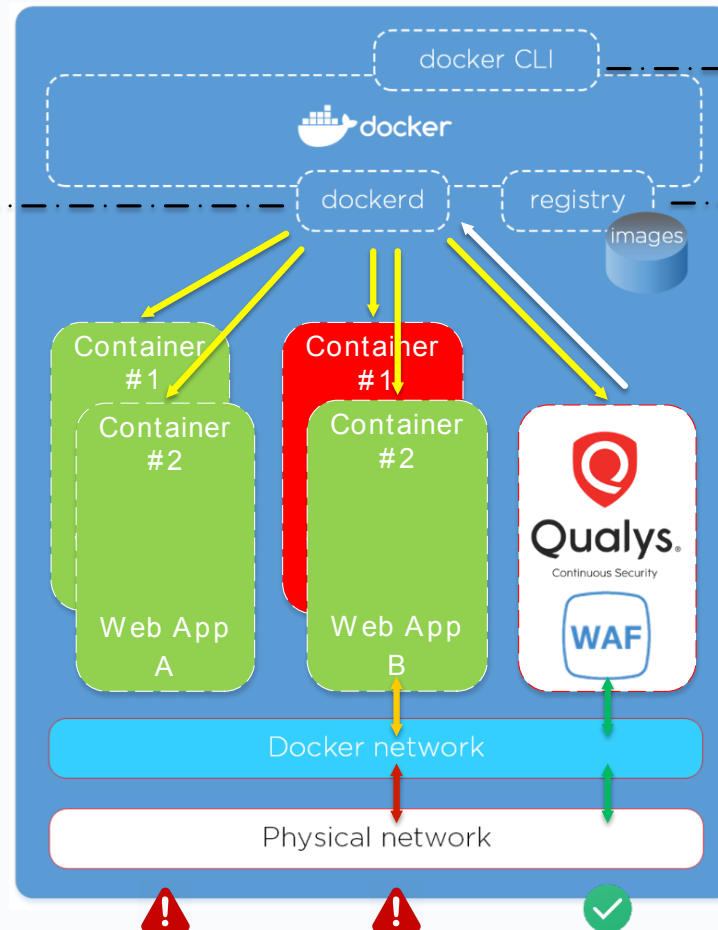 docker CLI
docker
dockerd
registry
images
Container
#1
Container
#2
Web App
A
Container
#1
Container
#2
Web App
B
Qualys.
Continuous Security
WAF
Docker network
Physical network